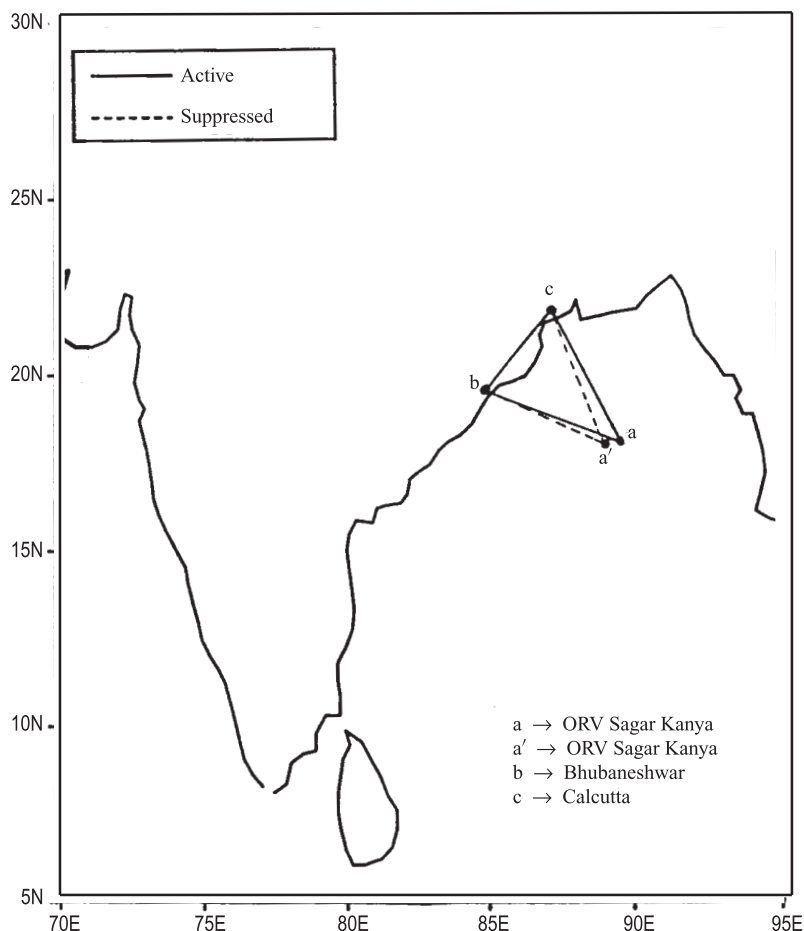 30N
Active
Suppressed
25N
c
20N
b
a
a′
15N
10N
a → ORV Sagar Kanya
a′ → ORV Sagar Kanya
b → Bhubaneshwar
c → Calcutta
5N
70E 75E 80E 85E 90E 95E